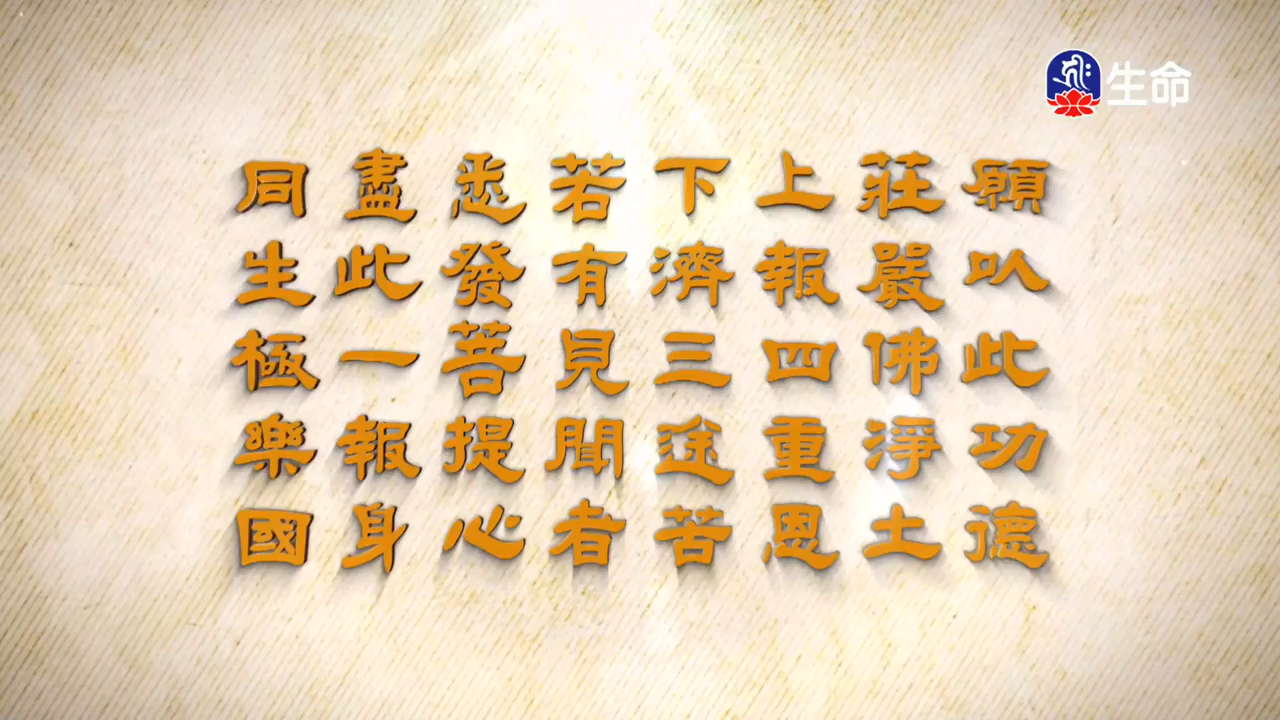 願以此功德
莊嚴佛淨土
上報四重恩
下濟三途苦
若有見聞者
悉發菩提心
盡此一報身
同生極樂國
生命